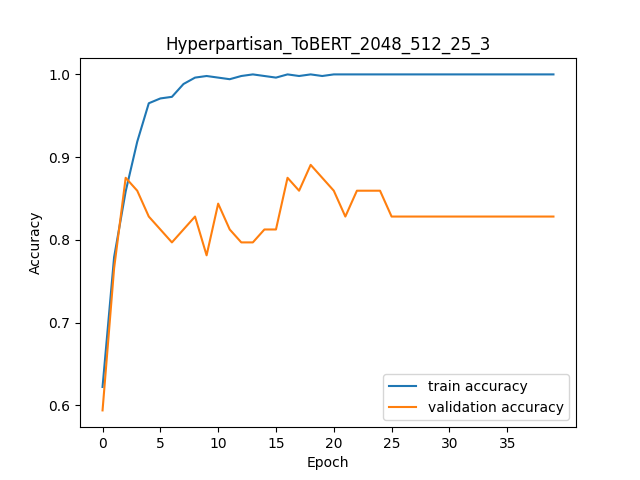 Hyperpartisan_ToBERT_2048_512_25_3
1.0
0.9
0.8
0.7
0.6
Accuracy
0 5 10 15 20 25 30 35
Epoch
train accuracy
validation accuracy